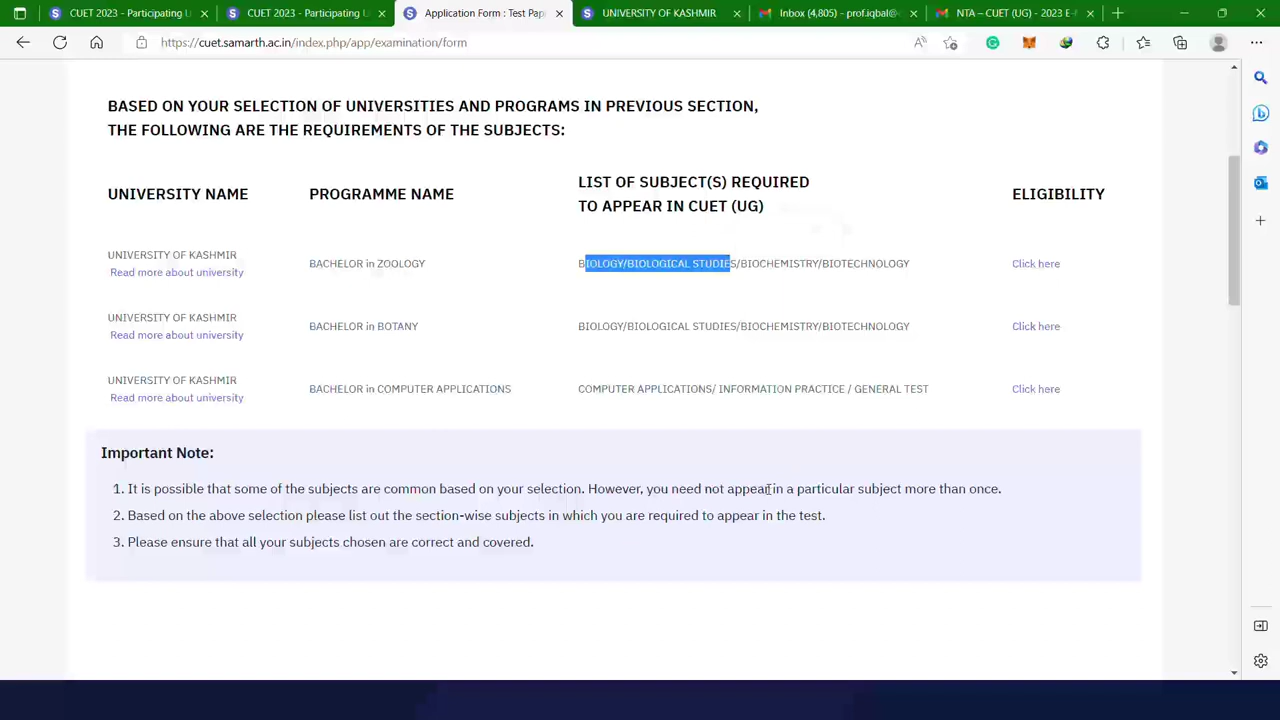 CUET 2023 - Participating U
CUET 2023 - Participating U
Application Form : Test Pap
UNIVERSITY OF KASHMIR
Inbox (4,805) - prof.iqbal@
NTA – CUET (UG) - 2023 E-
https://cuet.samarth.ac.in/index.php/app/examination/form
BASED ON YOUR SELECTION OF UNIVERSITIES AND PROGRAMS IN PREVIOUS SECTION,
THE FOLLOWING ARE THE REQUIREMENTS OF THE SUBJECTS:
UNIVERSITY NAME
PROGRAMME NAME
LIST OF SUBJECT(S) REQUIRED
TO APPEAR IN CUET (UG)
ELIGIBILITY
UNIVERSITY OF KASHMIR
Read more about university
BACHELOR in ZOOLOGY
BIOLOGY/BIOLOGICAL STUDIES/BIOCHEMISTRY/BIOTECHNOLOGY
Click here
UNIVERSITY OF KASHMIR
Read more about university
BACHELOR in BOTANY
BIOLOGY/BIOLOGICAL STUDIES/BIOCHEMISTRY/BIOTECHNOLOGY
Click here
UNIVERSITY OF KASHMIR
Read more about university
BACHELOR in COMPUTER APPLICATIONS
COMPUTER APPLICATIONS/ INFORMATION PRACTICE / GENERAL TEST
Click here
Important Note:
1. It is possible that some of the subjects are common based on your selection. However, you need not appear in a particular subject more than once.
2. Based on the above selection please list out the section-wise subjects in which you are required to appear in the test.
3. Please ensure that all your subjects chosen are correct and covered.